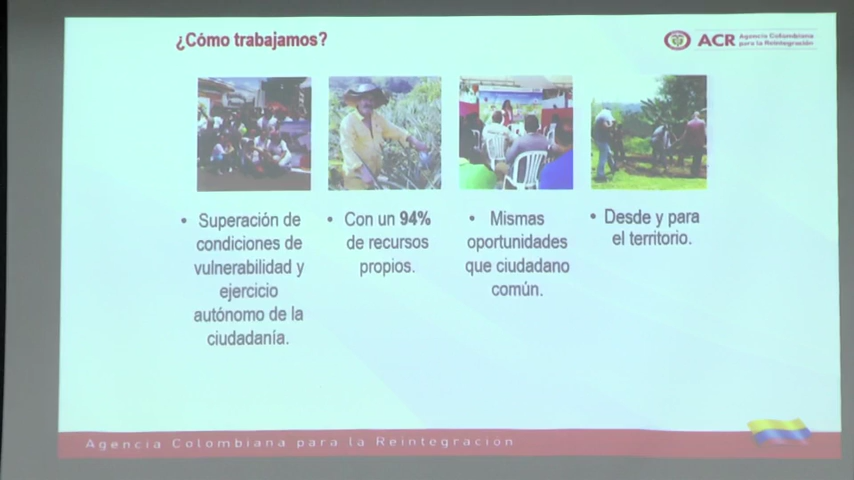 ¿Cómo trabajamos?
ACR
Agencia Colombiana
para la Reintegración
• Superación de
condiciones de
vulnerabilidad y
ejercicio
autónomo de la
ciudadanía.
• Con un 94%
de recursos
propios.
• Mismas
oportunidades
que ciudadano
común.
• Desde y para
el territorio.
Agencia Colombiana para la Reintegración